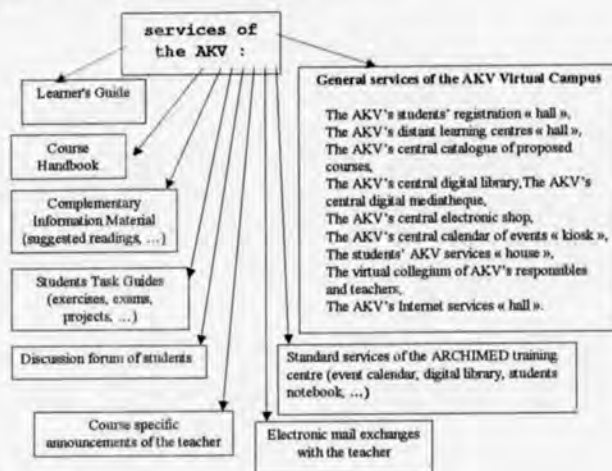 services of
the AKV :
Learner's Guide
Course
Handbook
Complementary
Information Material
(suggested readings, ...)
Students Task Guides
(exercises, exams,
projects, ...)
Discussion forum of students
Course specific
announcements of the teacher
Electronic mail exchanges
with the teacher
Standard services of the ARCHIMED training
centre (event calendar, digital library, students
notebook, ...)
General services of the AKV Virtual Campus
The AKV's students' registration « hall »,
The AKV's distant learning centres « hall »,
The AKV's central catalogue of proposed
courses,
The AKV's central digital library,The AKV's
central digital mediatheque,
The AKV's central electronic shop,
The AKV's central calendar of events « kiosk »,
The students' AKV services « house »,
The virtual collegium of AKV's responsibles
and teachers,
The AKV's Internet services « hall ».